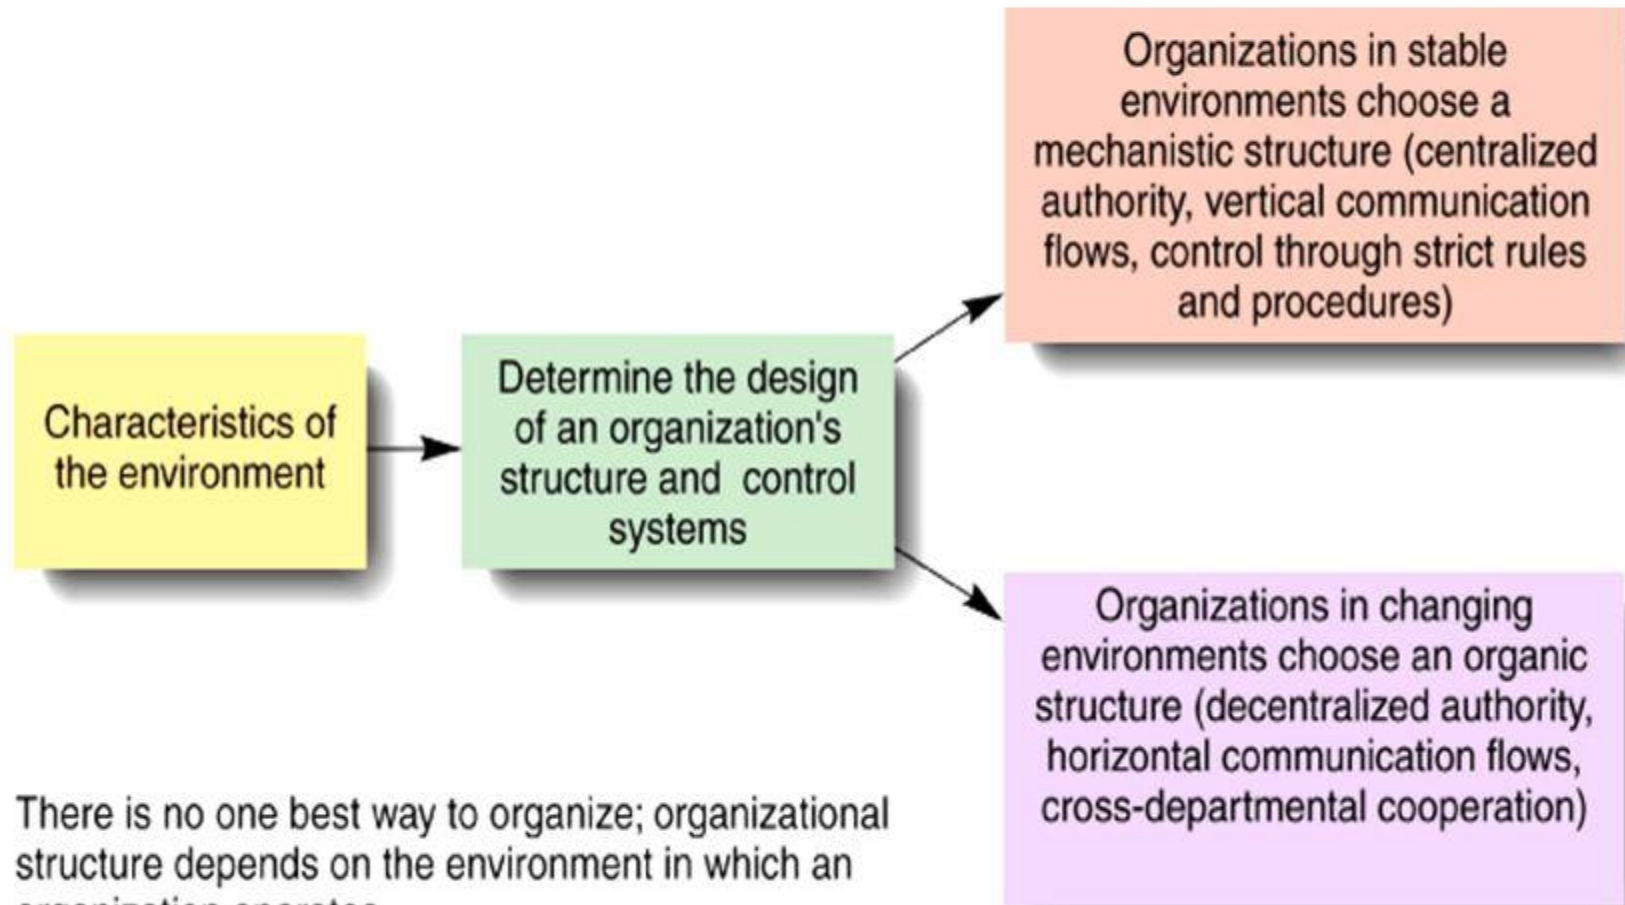 Organizations in stable
environments choose a
mechanistic structure (centralized
authority, vertical communication
flows, control through strict rules
and procedures)
Characteristics of
the environment
Determine the design
of an organization's
structure and control
systems
Organizations in changing
environments choose an organic
structure (decentralized authority,
horizontal communication flows,
cross-departmental cooperation)
There is no one best way to organize; organizational
structure depends on the environment in which an
organization operates